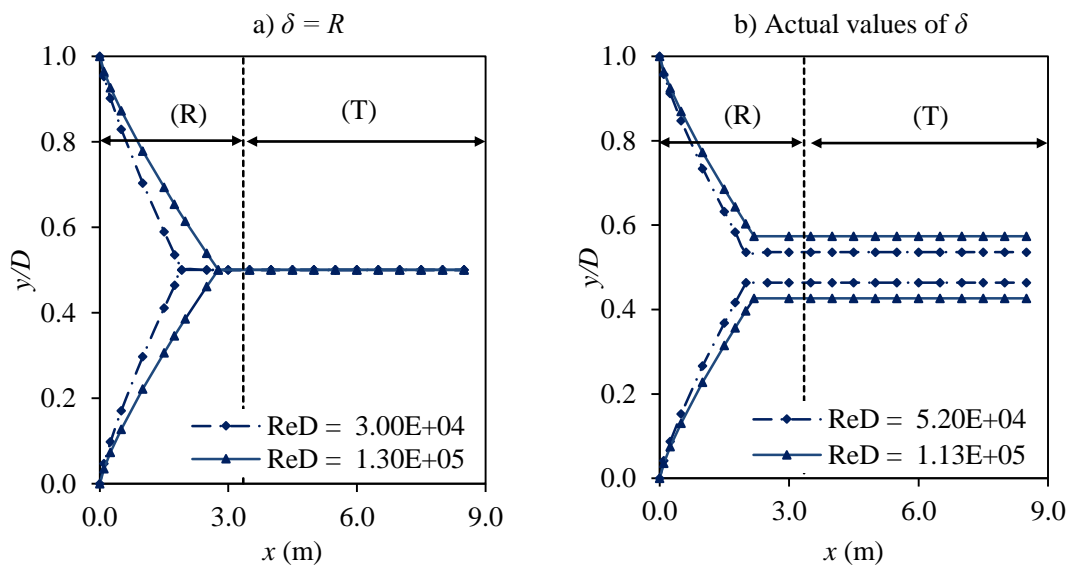 a) δ = R
1.0
0.8
0.6
0.4
0.2
0.0
y/D
(R)
(T)
ReD = 3.00E+04
ReD = 1.30E+05
0.0 3.0 6.0 9.0
x (m)
b) Actual values of δ
1.0
0.8
0.6
0.4
0.2
0.0
y/D
(R)
(T)
ReD = 5.20E+04
ReD = 1.13E+05
0.0 3.0 6.0 9.0
x (m)